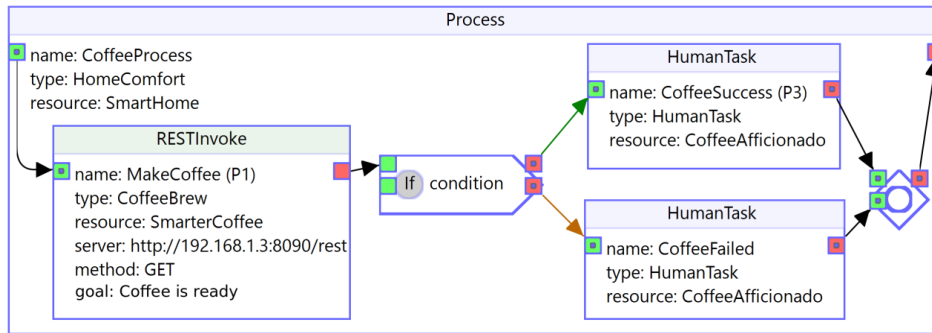 Process
name: CoffeeProcess
type: HomeComfort
resource: SmartHome
RESTInvoke
name: MakeCoffee (P1)
type: CoffeeBrew
resource: SmarterCoffee
server: http://192.168.1.3:8090/rest
method: GET
goal: Coffee is ready
If condition
HumanTask
name: CoffeeSuccess (P3)
type: HumanTask
resource: CoffeeAfficionado
HumanTask
name: CoffeeFailed
type: HumanTask
resource: CoffeeAfficionado